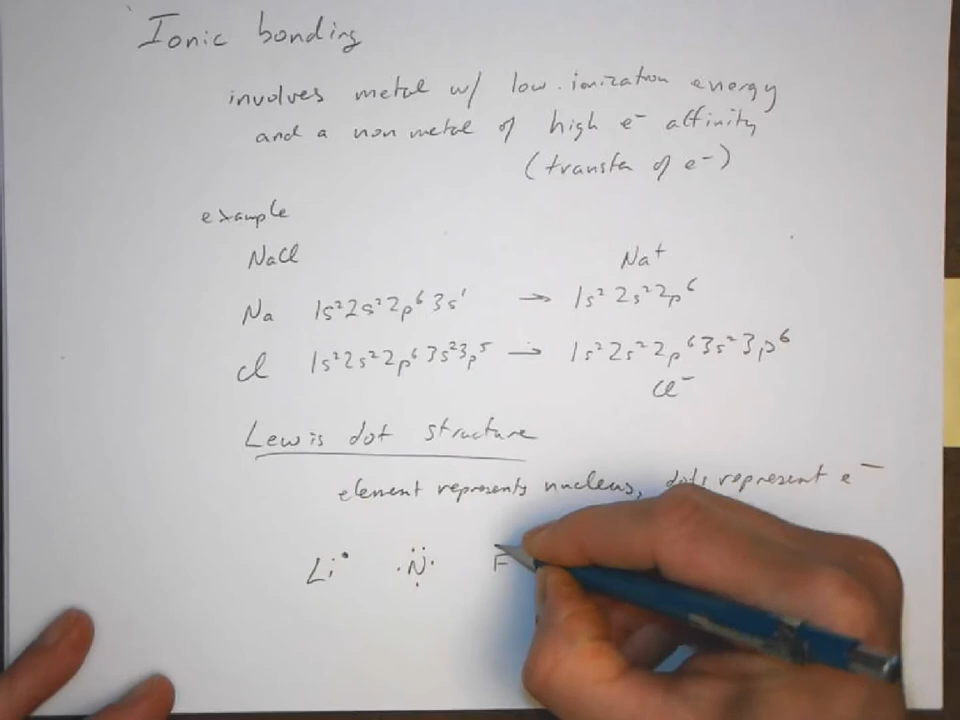 Ionic bonding
involves metal w/ low ionization energy
and a non metal of high e⁻ affinity
(transfer of e⁻)
example
NaCl Na⁺
Na 1s²2s²2p⁶3s¹ → 1s²2s²2p⁶
Cl 1s²2s²2p⁶3s²3p⁵ → 1s²2s²2p⁶3s²3p⁶
Cl⁻
Lewis dot structure
element represents nucleus, dots represent e⁻
Li N F